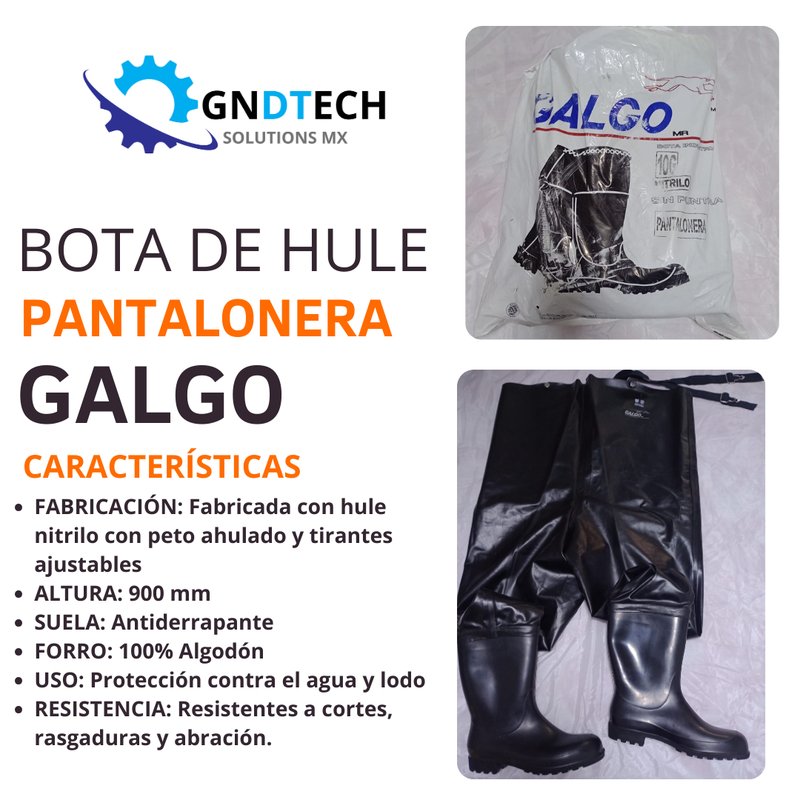 GNDTECH
SOLUTIONS MX
BOTA DE HULE
PANTALONERA
GALGO
CARACTERÍSTICAS
• FABRICACIÓN: Fabricada con hule
nitrilo con peto ahulado y tirantes
ajustables
• ALTURA: 900 mm
• SUELA: Antiderrapante
• FORRO: 100% Algodón
• USO: Protección contra el agua y lodo
• RESISTENCIA: Resistentes a cortes,
rasgaduras y abración.
GALGO
MR
NITRILO
PANTALONERA
GALGO